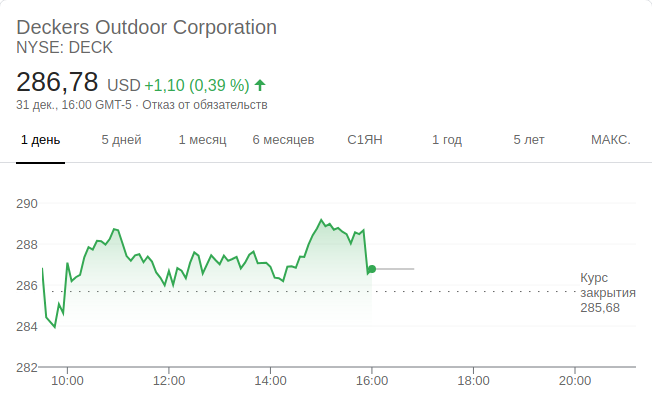 Deckers Outdoor Corporation
NYSE: DECK
286,78 USD +1,10 (0,39 %)
31 дек., 16:00 GMT-5 · Отказ от обязательств
1 день 5 дней 1 месяц 6 месяцев С1ЯН 1 год 5 лет МАКС.
290
288
286
284
282
Курс
закрытия
285,68
10:00 12:00 14:00 16:00 18:00 20:00